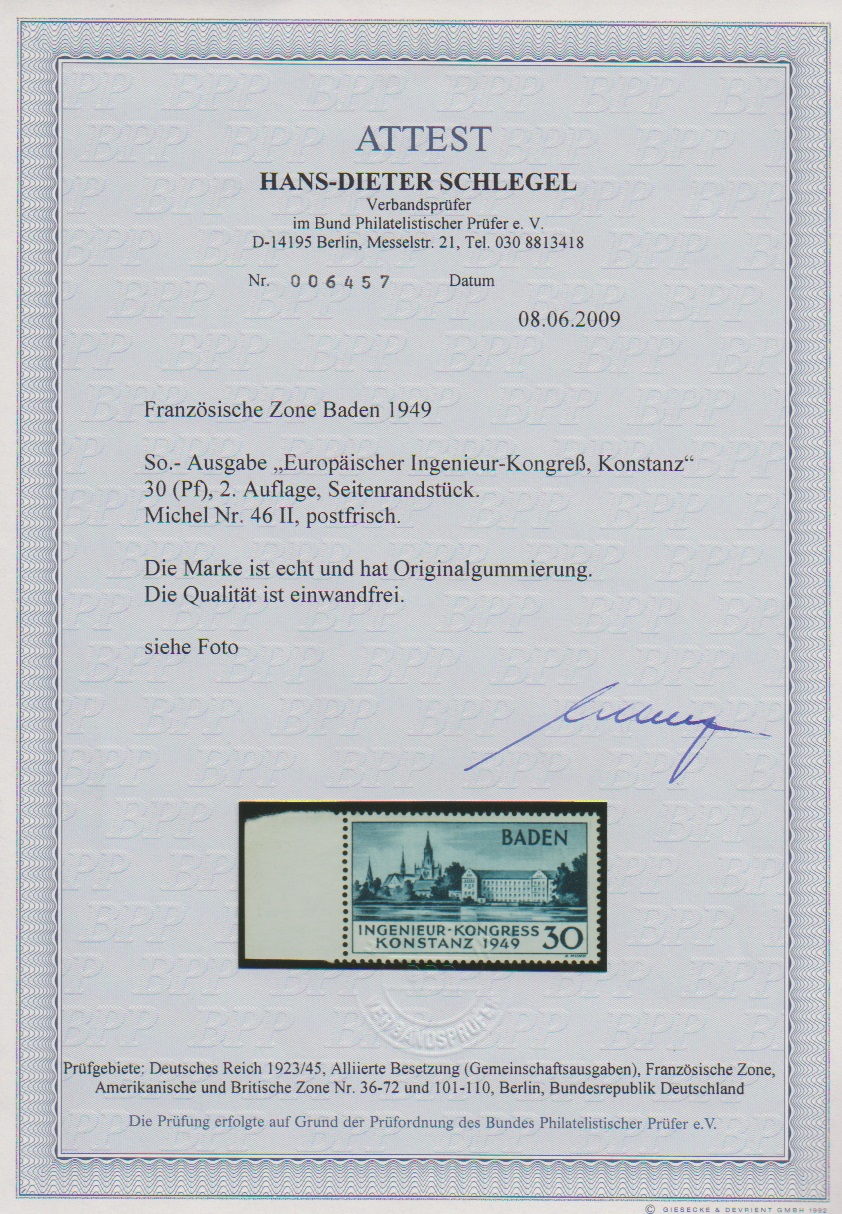 ATTEST
HANS-DIETER SCHLEGEL
Verbandsprüfer
im Bund Philatelistischer Prüfer e. V.
D-14195 Berlin, Messelstr. 21, Tel. 030 8813418
Nr. 006457 Datum
08.06.2009
Französische Zone Baden 1949
So.- Ausgabe „Europäischer Ingenieur-Kongreß, Konstanz“
30 (Pf), 2. Auflage, Seitenrandstück.
Michel Nr. 46 II, postfrisch.
Die Marke ist echt und hat Originalgummierung.
Die Qualität ist einwandfrei.
siehe Foto
BADEN
INGENIEUR·KONGRESS
KONSTANZ 1949 30
VERBANDSPRÜFER
Prüfgebiete: Deutsches Reich 1923/45, Alliierte Besetzung (Gemeinschaftsausgaben), Französische Zone,
Amerikanische und Britische Zone Nr. 36-72 und 101-110, Berlin, Bundesrepublik Deutschland
Die Prüfung erfolgte auf Grund der Prüfordnung des Bundes Philatelistischer Prüfer e.V.
© GIESECKE & DEVRIENT GMBH 1992